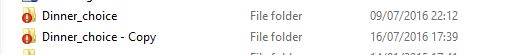 Dinner_choice File folder 09/07/2016 22:12
Dinner_choice - Copy File folder 16/07/2016 17:39